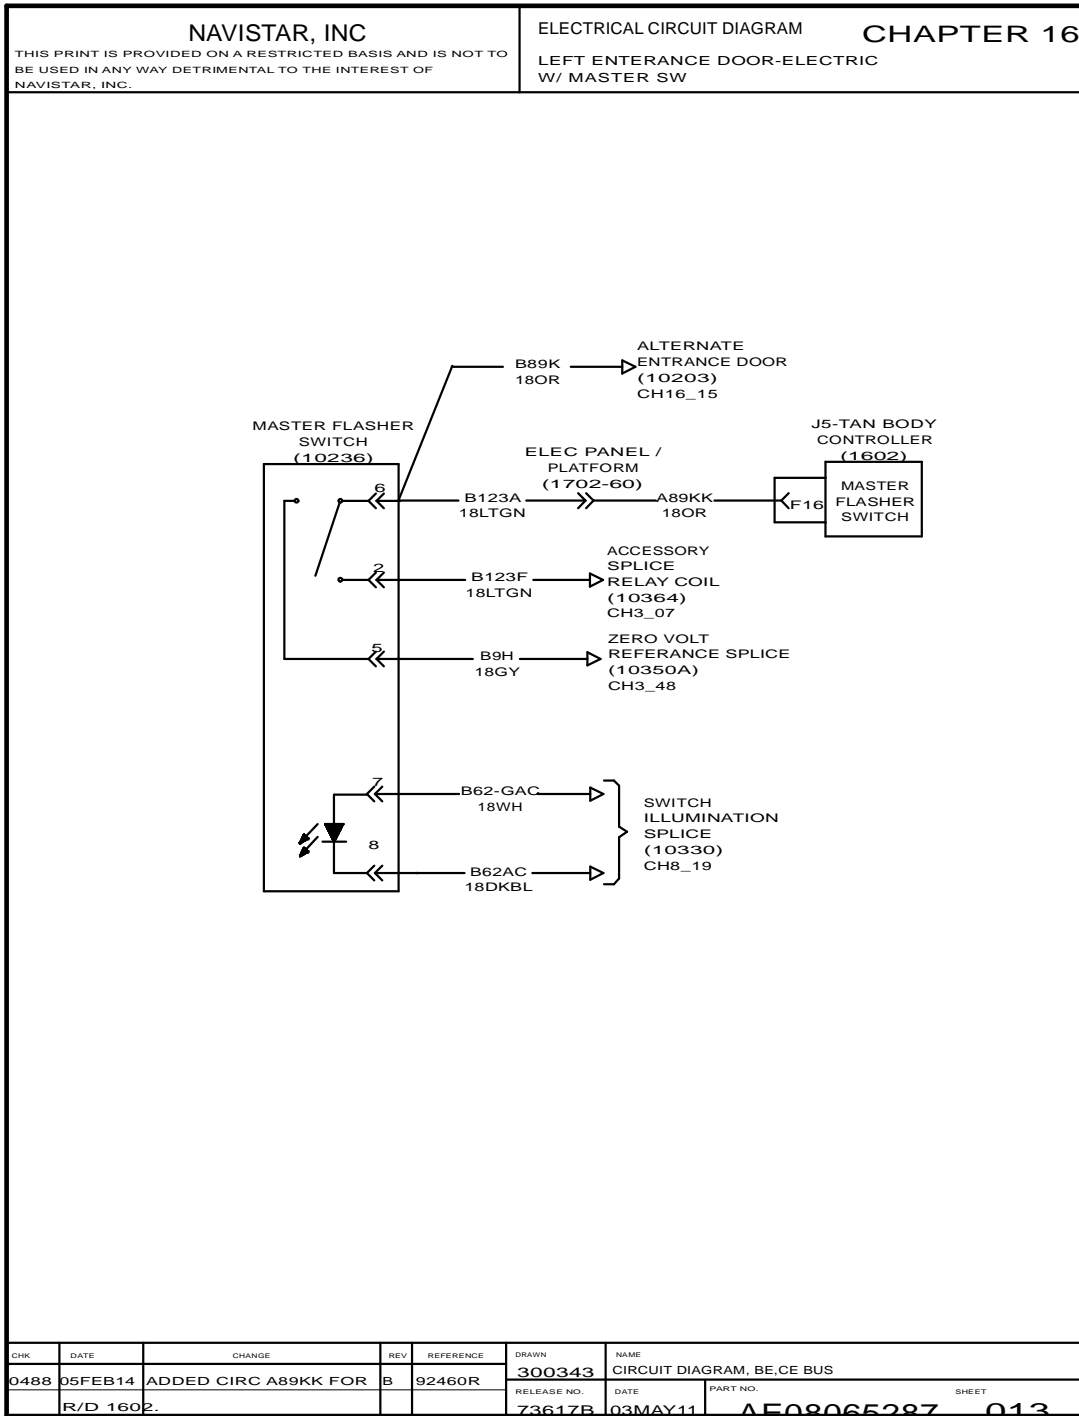 NAVISTAR, INC
THIS PRINT IS PROVIDED ON A RESTRICTED BASIS AND IS NOT TO
BE USED IN ANY WAY DETRIMENTAL TO THE INTEREST OF
NAVISTAR, INC.
ELECTRICAL CIRCUIT DIAGRAM
CHAPTER 16
LEFT ENTERANCE DOOR-ELECTRIC
W/ MASTER SW
B89K
18OR
ALTERNATE
ENTRANCE DOOR
(10203)
CH16_15
MASTER FLASHER
SWITCH
(10236)
6
B123A
18LTGN
ELEC PANEL /
PLATFORM
(1702-60)
A89KK
18OR
J5-TAN BODY
CONTROLLER
(1602)
F16
MASTER
FLASHER
SWITCH
2
B123F
18LTGN
ACCESSORY
SPLICE
RELAY COIL
(10364)
CH3_07
5
B9H
18GY
ZERO VOLT
REFERANCE SPLICE
(10350A)
CH3_48
7
B62-GAC
18WH
8
B62AC
18DKBL
SWITCH
ILLUMINATION
SPLICE
(10330)
CH8_19
CHK DATE CHANGE REV REFERENCE
0488 05FEB14 ADDED CIRC A89KK FOR B 92460R
R/D 1602.
DRAWN
300343
NAME
CIRCUIT DIAGRAM, BE,CE BUS
RELEASE NO.
73617B
DATE
03MAY11
PART NO.
AE08065287
SHEET
013